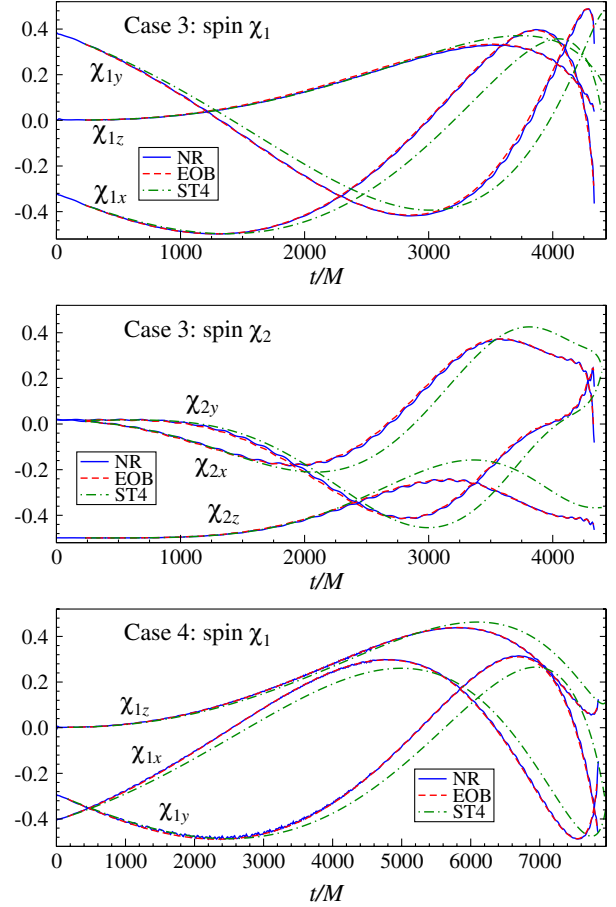 Case 3: spin χ1
0.4
χ1y
0.2
0.0
χ1z
NR
EOB
ST4
-0.2
χ1x
-0.4
0 1000 2000 3000 4000
t/M
Case 3: spin χ2
0.4
0.2
χ2y
0.0
NR
EOB
ST4
-0.2
χ2x
χ2z
-0.4
0 1000 2000 3000 4000
t/M
Case 4: spin χ1
0.4
0.2
χ1z
0.0
χ1x
-0.2
NR
EOB
ST4
χ1y
-0.4
0 1000 2000 3000 4000 5000 6000 7000
t/M